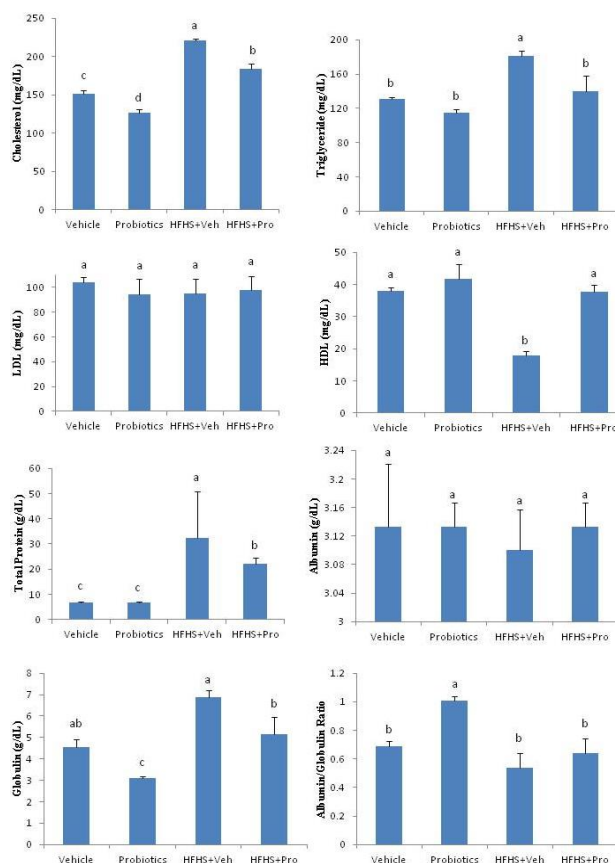 Cholesterol (mg/dL)
250
200
150
100
50
0
c
d
a
b
Vehicle Probiotics HFHS+Veh HFHS+Pro
Triglyceride (mg/dL)
200
160
120
80
40
0
b
b
a
b
Vehicle Probiotics HFHS+Veh HFHS+Pro
LDL (mg/dL)
120
100
80
60
40
20
0
a
a
a
a
Vehicle Probiotics HFHS+Veh HFHS+Pro
HDL (mg/dL)
50
40
30
20
10
0
a
a
b
a
Vehicle Probiotics HFHS+Veh HFHS+Pro
Total Protein (g/dL)
60
50
40
30
20
10
0
c
c
a
b
Vehicle Probiotics HFHS+Veh HFHS+Pro
Albumin (g/dL)
3.24
3.2
3.16
3.12
3.08
3.04
3
a
a
a
a
Vehicle Probiotics HFHS+Veh HFHS+Pro
Globulin (g/dL)
8
7
6
5
4
3
2
1
0
ab
c
a
b
Vehicle Probiotics HFHS+Veh HFHS+Pro
Albumin/Globulin Ratio
1.2
1
0.8
0.6
0.4
0.2
0
b
a
b
b
Vehicle Probiotics HFHS+Veh HFHS+Pro